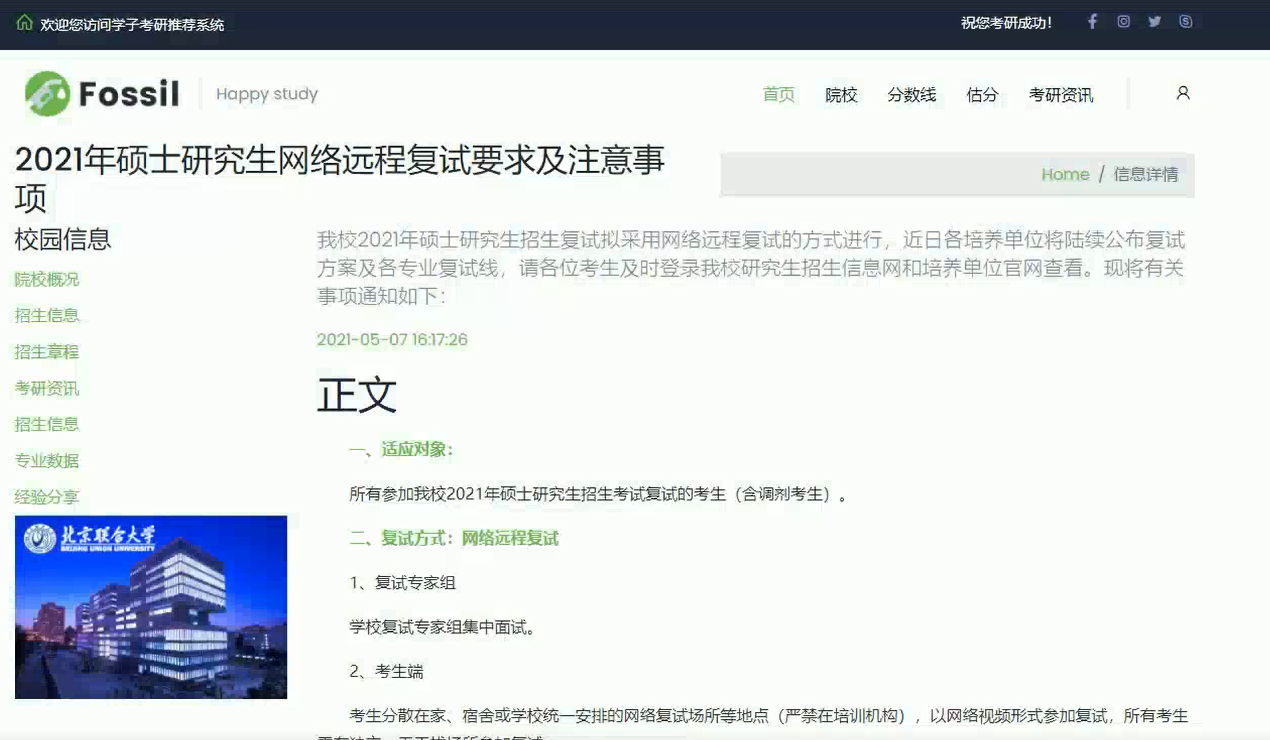 欢迎您访问学子考研推荐系统
祝您考研成功!
Fossil
Happy study
首页 院校 分数线 估分 考研资讯
2021年硕士研究生网络远程复试要求及注意事
项
Home / 信息详情
校园信息
院校概况
招生信息
招生章程
考研资讯
招生信息
专业数据
经验分享
北京联合大学
BEIJING UNION UNIVERSITY
我校2021年硕士研究生招生复试拟采用网络远程复试的方式进行，近日各培养单位将陆续公布复试
方案及各专业复试线，请各位考生及时登录我校研究生招生信息网和培养单位官网查看。现将有关
事项通知如下：
2021-05-07 16:17:26
正文
一、适应对象：
所有参加我校2021年硕士研究生招生考试复试的考生（含调剂考生）。
二、复试方式：网络远程复试
1、复试专家组
学校复试专家组集中面试。
2、考生端
考生分散在家、宿舍或学校统一安排的网络复试场所等地点（严禁在培训机构），以网络视频形式参加复试，所有考生